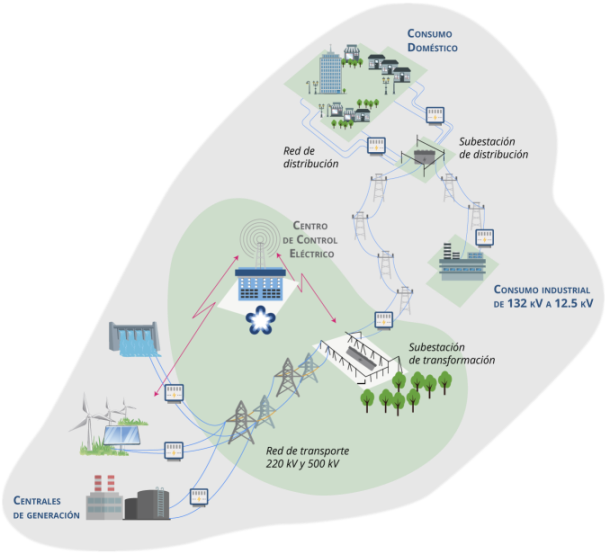 CONSUMO
DOMÉSTICO
Red de
distribución
Subestación
de distribución
CENTRO
DE CONTROL
ELÉCTRICO
CONSUMO INDUSTRIAL
DE 132 KV A 12.5 KV
Subestación
de transformación
Red de transporte
220 kV y 500 kV
CENTRALES
DE GENERACIÓN